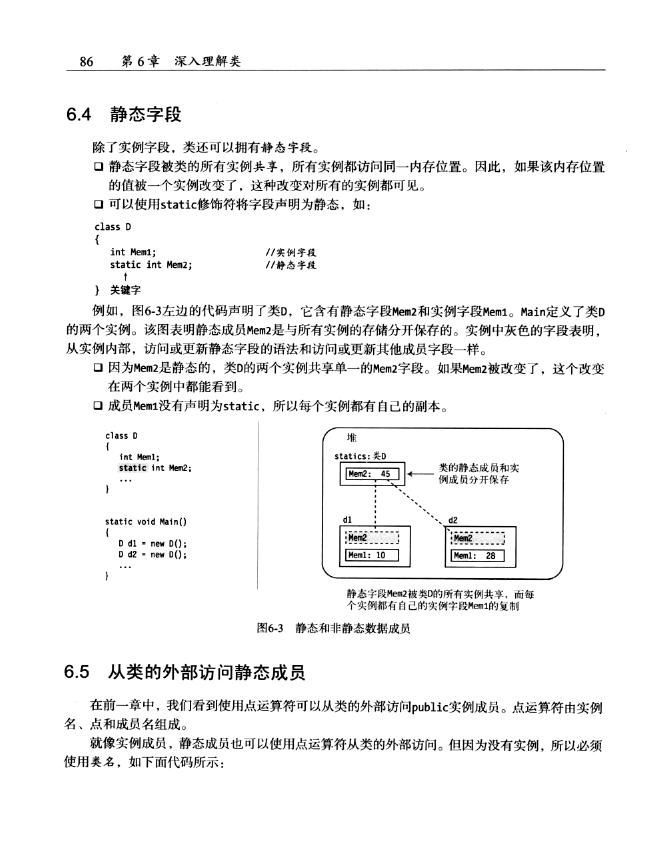 86 第6章 深入理解类
6.4 静态字段
除了实例字段，类还可以拥有静态字段。
❑ 静态字段被类的所有实例共享，所有实例都访问同一内存位置。因此，如果该内存位置
的值被一个实例改变了，这种改变对所有的实例都可见。
❑ 可以使用static修饰符将字段声明为静态，如：
class D
{
int Mem1; //实例字段
static int Mem2; //静态字段
↑
} 关键字
例如，图6-3左边的代码声明了类D，它含有静态字段Mem2和实例字段Mem1。Main定义了类D
的两个实例。该图表明静态成员Mem2是与所有实例的存储分开保存的。实例中灰色的字段表明，
从实例内部，访问或更新静态字段的语法和访问或更新其他成员字段一样。
❑ 因为Mem2是静态的，类D的两个实例共享单一的Mem2字段。如果Mem2被改变了，这个改变
在两个实例中都能看到。
❑ 成员Mem1没有声明为static，所以每个实例都有自己的副本。
class D
{
int Mem1;
static int Mem2;
...
}
static void Main()
{
D d1 = new D();
D d2 = new D();
...
}
堆
statics:类D
Mem2: 45
类的静态成员和实
例成员分开保存
d1
Mem2
Mem1: 10
d2
Mem2
Mem1: 28
静态字段Mem2被类D的所有实例共享，而每
个实例都有自己的实例字段Mem1的复制
图6-3 静态和非静态数据成员
6.5 从类的外部访问静态成员
在前一章中，我们看到使用点运算符可以从类的外部访问public实例成员。点运算符由实例
名、点和成员名组成。
就像实例成员，静态成员也可以使用点运算符从类的外部访问。但因为没有实例，所以必须
使用类名，如下面代码所示：